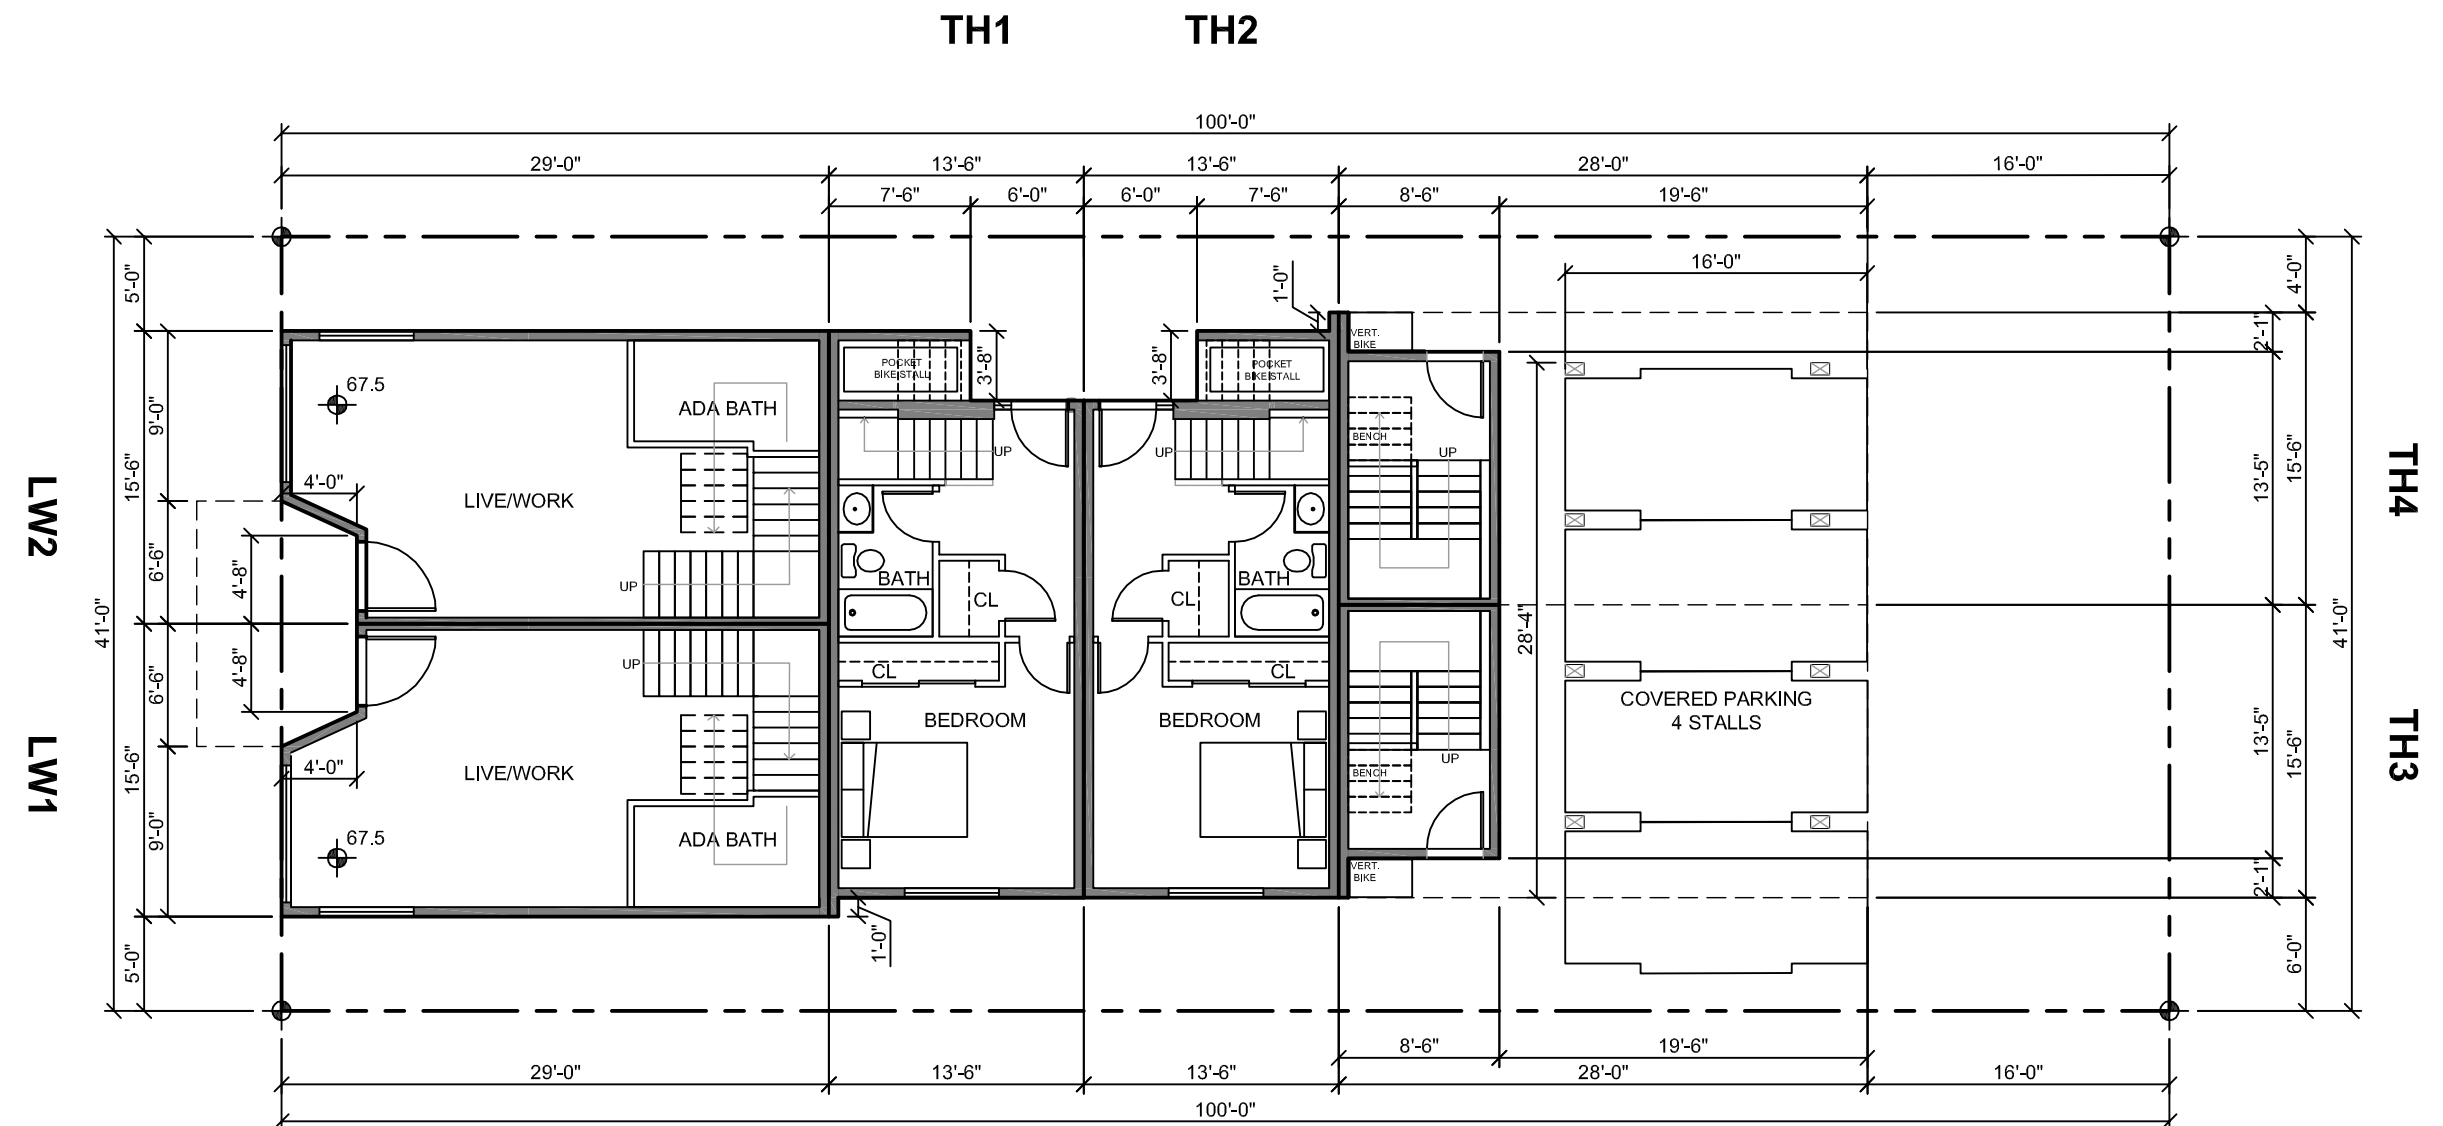 TH1
TH2
100'-0"
29'-0"
13'-6"
13'-6"
28'-0"
16'-0"
7'-6"
6'-0"
6'-0"
7'-6"
8'-6"
19'-6"
5'-0"
16'-0"
1'-0"
4'-0"
2'-1"
VERT.
BIKE
3'-8"
3'-8"
POCKET
BIKE STALL
POCKET
BIKE STALL
67.5
9'-0"
ADA BATH
BENCH
UP
UP
UP
15'-6"
15'-6"
13'-5"
TH4
4'-0"
LIVE/WORK
LW2
6'-6"
4'-8"
UP
BATH
CL
CL
BATH
41'-0"
28'-4"
41'-0"
4'-8"
6'-6"
UP
CL
CL
COVERED PARKING
4 STALLS
BEDROOM
BEDROOM
13'-5"
15'-6"
TH3
LW1
15'-6"
4'-0"
LIVE/WORK
UP
BENCH
9'-0"
67.5
ADA BATH
VERT.
BIKE
2'-1"
1'-0"
5'-0"
6'-0"
8'-6"
19'-6"
29'-0"
13'-6"
13'-6"
28'-0"
16'-0"
100'-0"